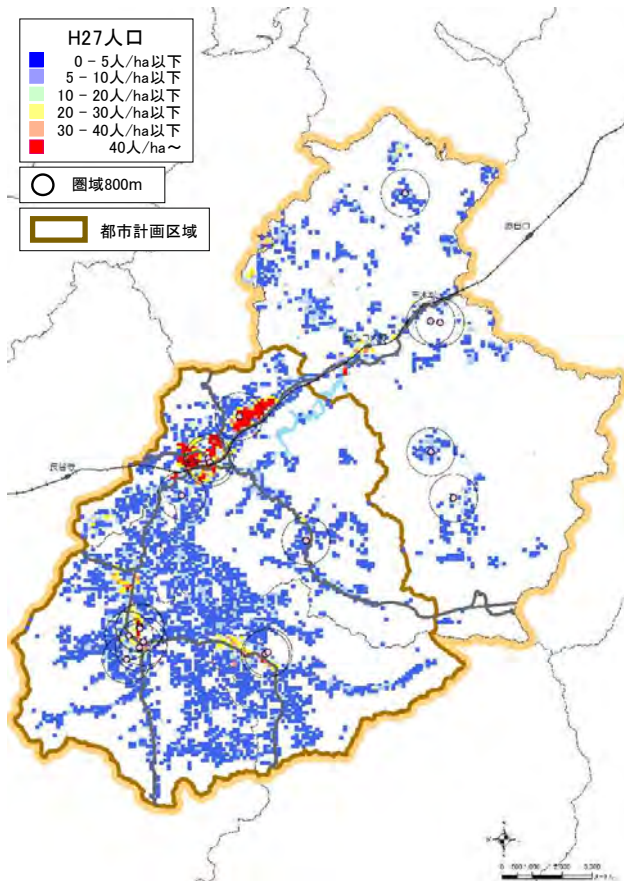 H27人口
0 - 5人/ha以下
5 - 10人/ha以下
10 - 20人/ha以下
20 - 30人/ha以下
30 - 40人/ha以下
40人/ha～
圏域800m
都市計画区域